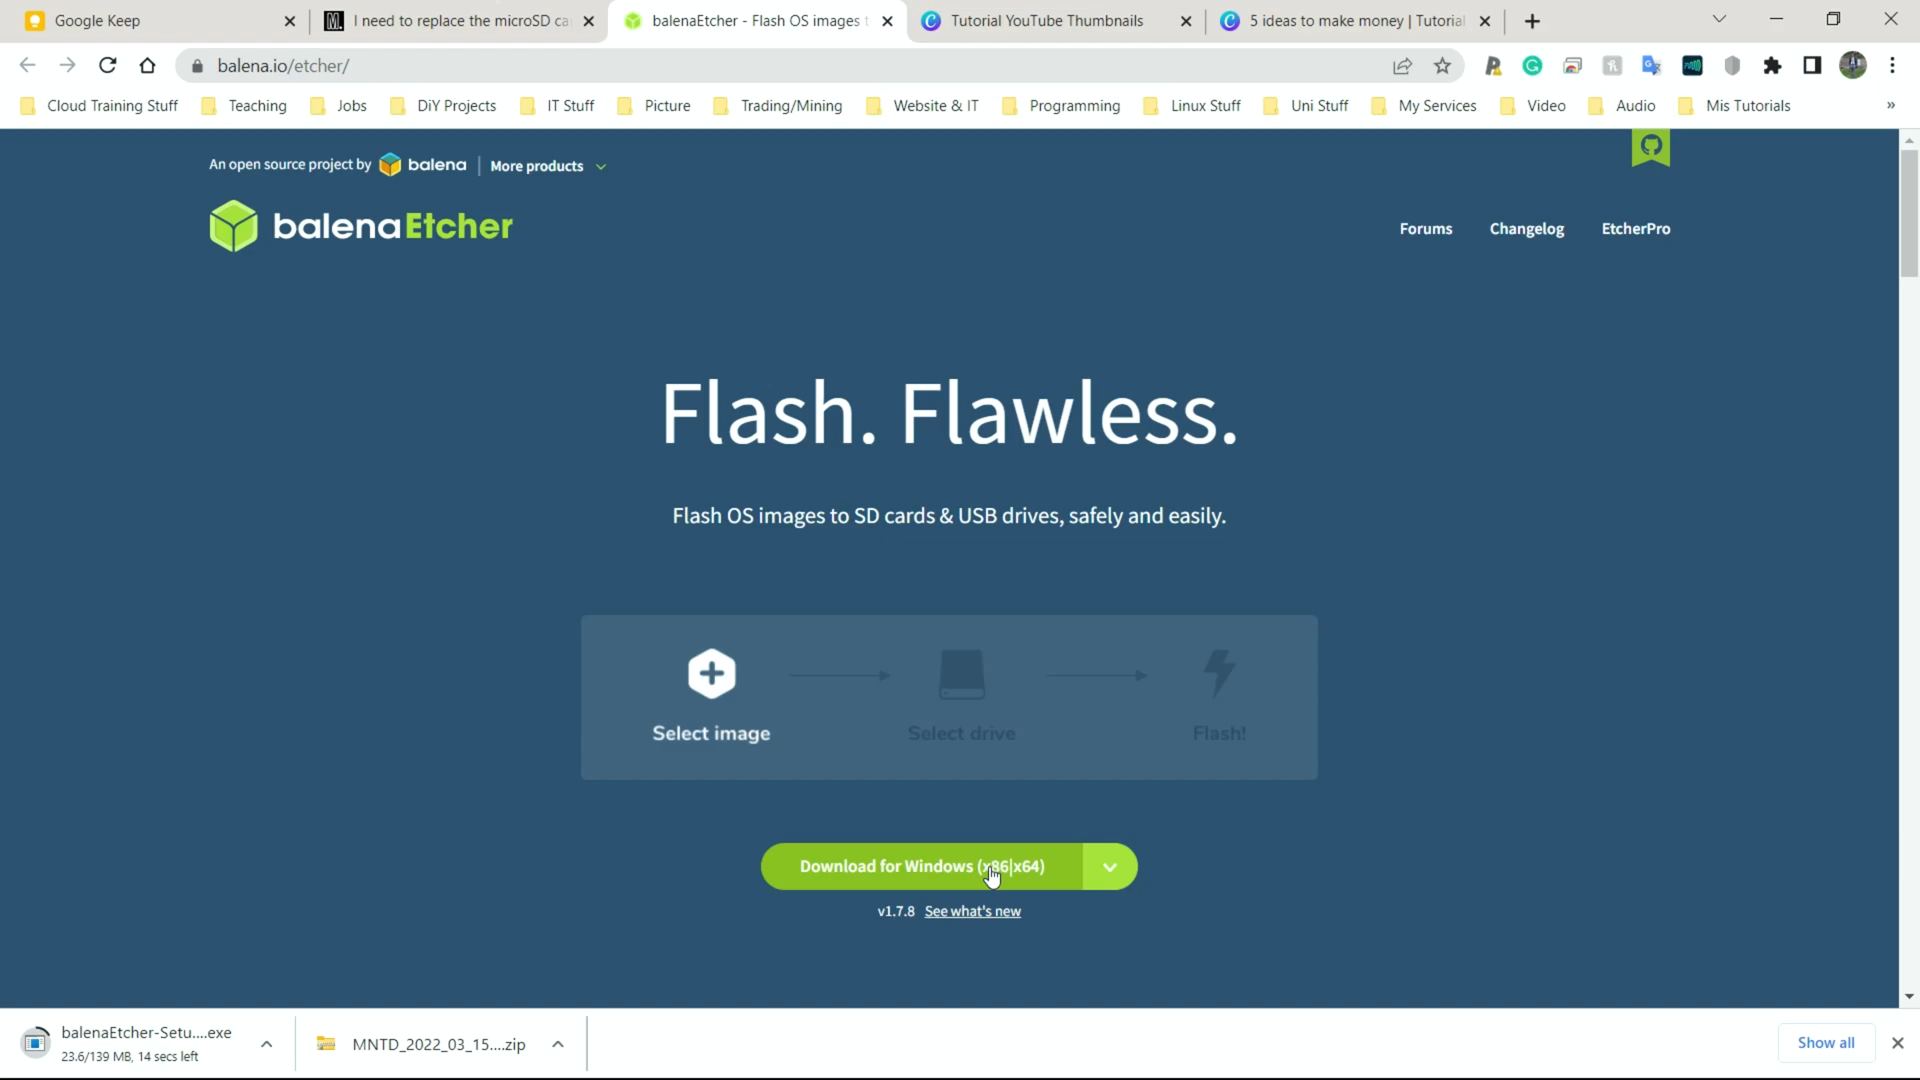 Google Keep
I need to replace the microSD ca
balenaEtcher - Flash OS images t
Tutorial YouTube Thumbnails
5 ideas to make money | Tutorial
balena.io/etcher/
Cloud Training Stuff
Teaching
Jobs
DiY Projects
IT Stuff
Picture
Trading/Mining
Website & IT
Programming
Linux Stuff
Uni Stuff
My Services
Video
Audio
Mis Tutorials
»
An open source project by balena
More products
balenaEtcher
Forums
Changelog
EtcherPro
Flash. Flawless.
Flash OS images to SD cards & USB drives, safely and easily.
Select image
Select drive
Flash!
Download for Windows (x86|x64)
v1.7.8 See what's new
balenaEtcher-Setu....exe
23.6/139 MB, 14 secs left
MNTD_2022_03_15....zip
Show all